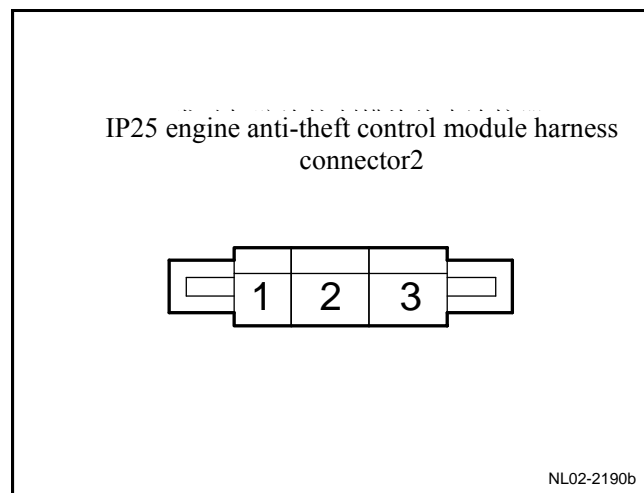 IP25 engine anti-theft control module harness
connector2
1 2 3
NL02-2190b